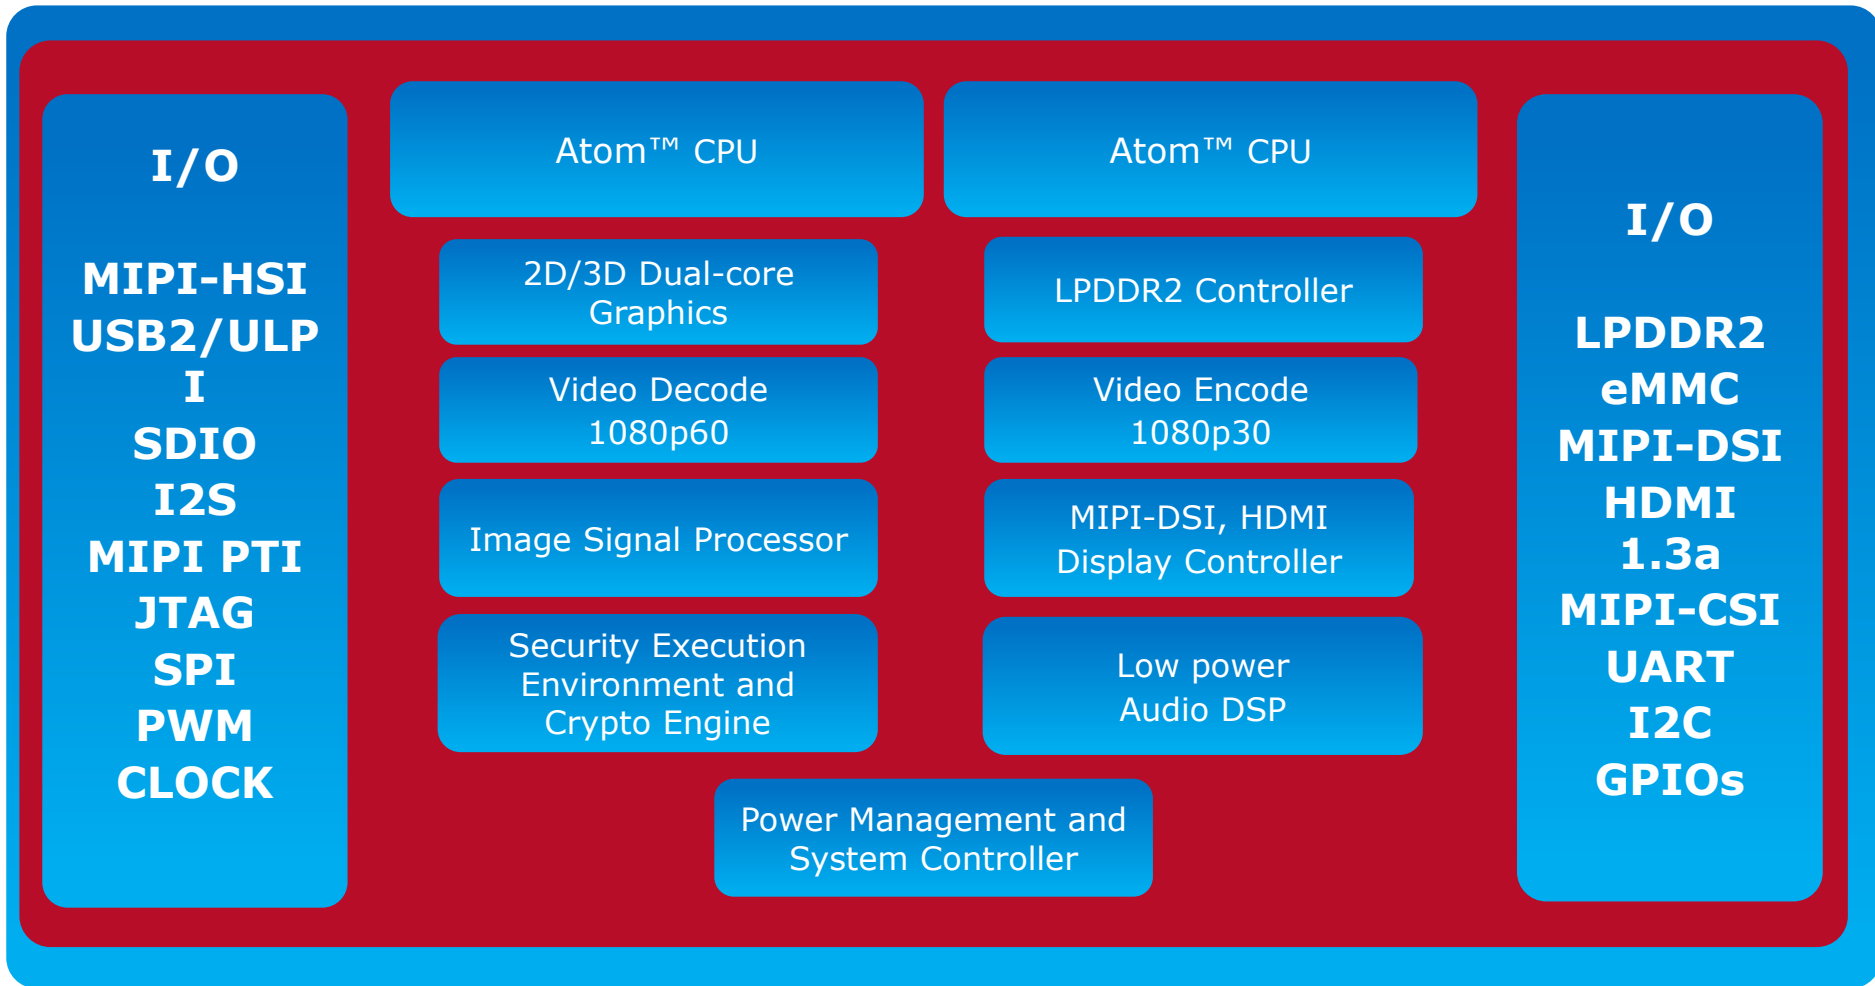 I/O
MIPI-HSI
USB2/ULP
I
SDIO
I2S
MIPI PTI
JTAG
SPI
PWM
CLOCK
Atom™ CPU
Atom™ CPU
2D/3D Dual-core
Graphics
LPDDR2 Controller
Video Decode
1080p60
Video Encode
1080p30
Image Signal Processor
MIPI-DSI, HDMI
Display Controller
Security Execution
Environment and
Crypto Engine
Low power
Audio DSP
Power Management and
System Controller
I/O
LPDDR2
eMMC
MIPI-DSI
HDMI
1.3a
MIPI-CSI
UART
I2C
GPIOs